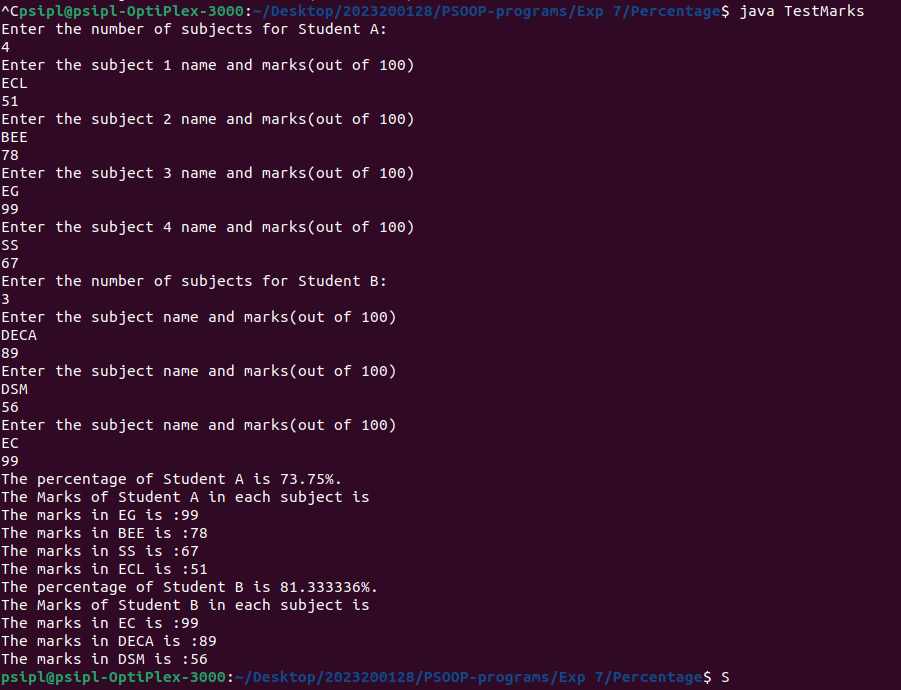 ^Cpsipl@psipl-OptiPlex-3000:~/Desktop/2023200128/PSOOP-programs/Exp 7/Percentage$ java TestMarks
Enter the number of subjects for Student A:
4
Enter the subject 1 name and marks(out of 100)
ECL
51
Enter the subject 2 name and marks(out of 100)
BEE
78
Enter the subject 3 name and marks(out of 100)
EG
99
Enter the subject 4 name and marks(out of 100)
SS
67
Enter the number of subjects for Student B:
3
Enter the subject name and marks(out of 100)
DECA
89
Enter the subject name and marks(out of 100)
DSM
56
Enter the subject name and marks(out of 100)
EC
99
The percentage of Student A is 73.75%.
The Marks of Student A in each subject is
The marks in EG is :99
The marks in BEE is :78
The marks in SS is :67
The marks in ECL is :51
The percentage of Student B is 81.333336%.
The Marks of Student B in each subject is
The marks in EC is :99
The marks in DECA is :89
The marks in DSM is :56
psipl@psipl-OptiPlex-3000:~/Desktop/2023200128/PSOOP-programs/Exp 7/Percentage$ S